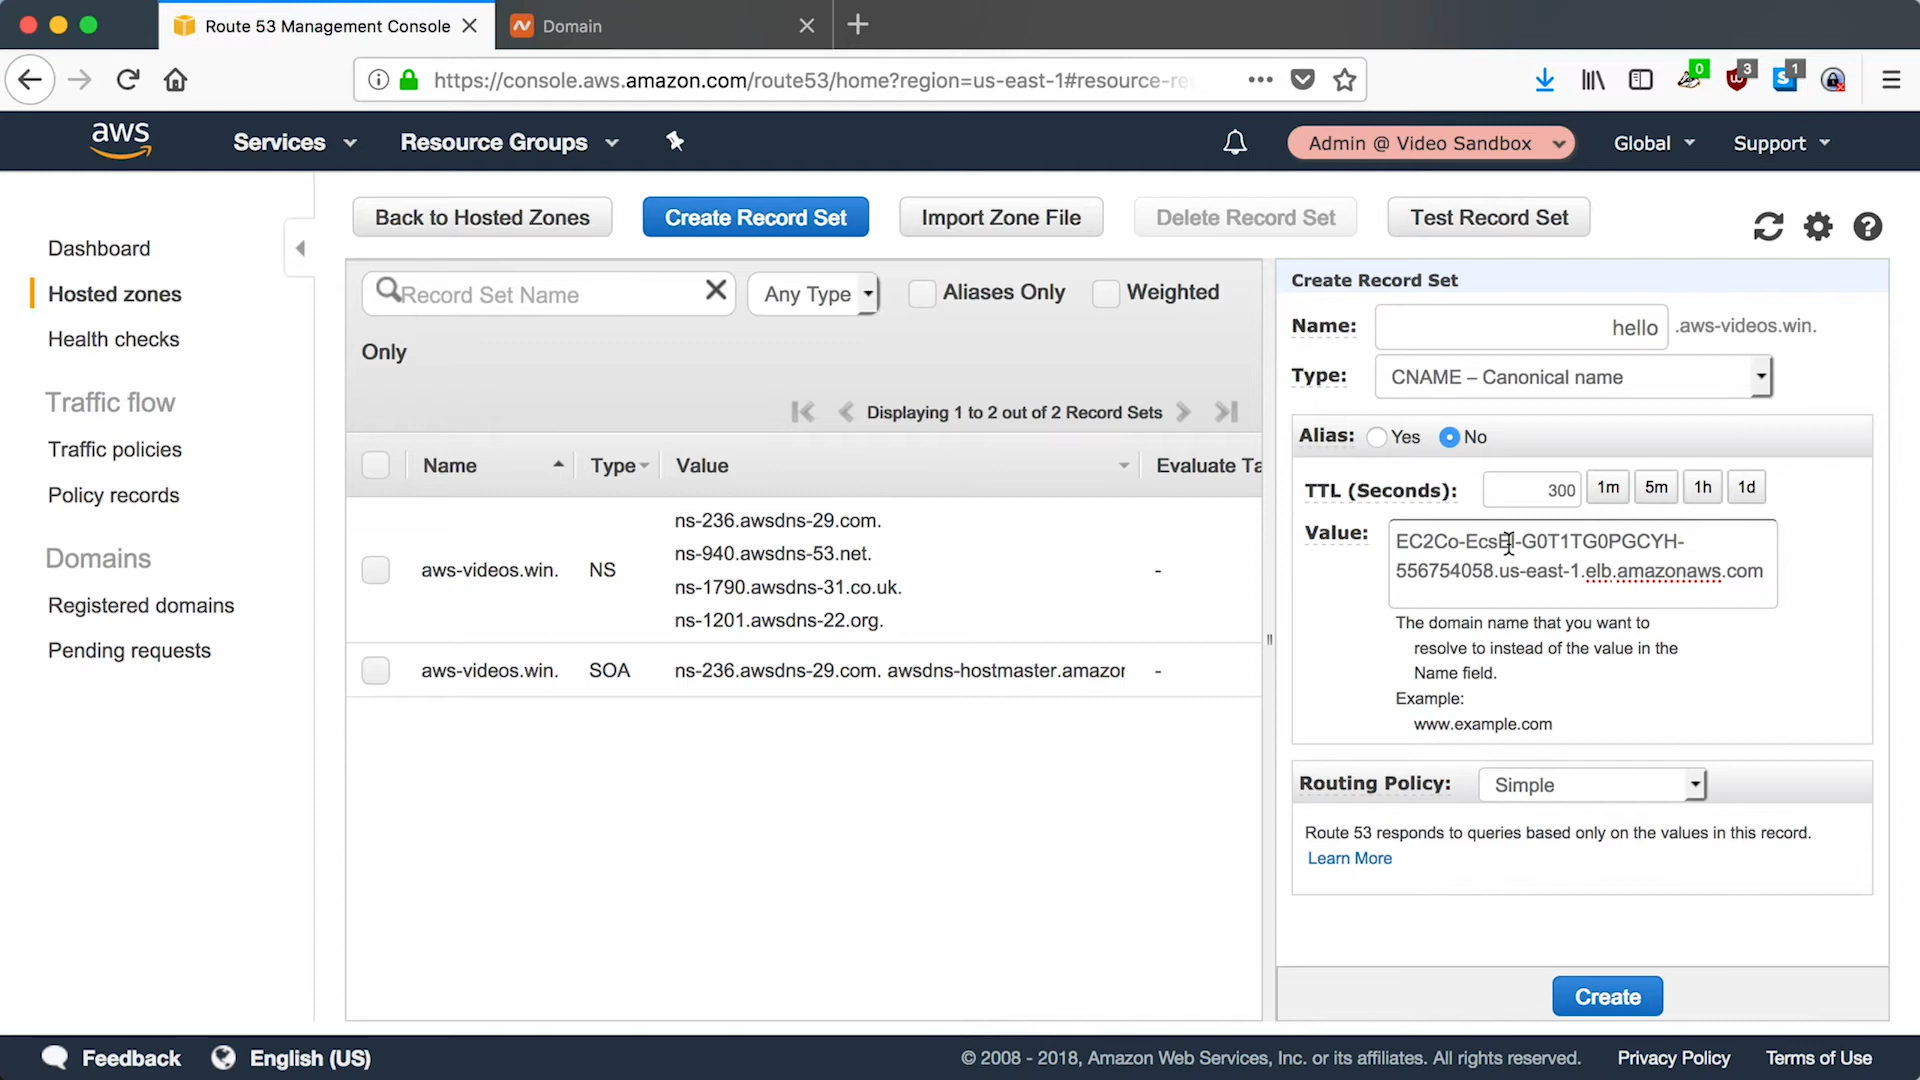 Route 53 Management Console
Domain
https://console.aws.amazon.com/route53/home?region=us-east-1#resource-re
0
3
1
aws
Services
Resource Groups
Admin @ Video Sandbox
Global
Support
Dashboard
Hosted zones
Health checks
Traffic flow
Traffic policies
Policy records
Domains
Registered domains
Pending requests
Back to Hosted Zones
Create Record Set
Import Zone File
Delete Record Set
Test Record Set
Record Set Name
Any Type
Aliases Only
Weighted
Only
Displaying 1 to 2 out of 2 Record Sets
Name
Type
Value
Evaluate Ta
aws-videos.win.
NS
ns-236.awsdns-29.com.
ns-940.awsdns-53.net.
ns-1790.awsdns-31.co.uk.
ns-1201.awsdns-22.org.
-
aws-videos.win.
SOA
ns-236.awsdns-29.com. awsdns-hostmaster.amazor
-
Create Record Set
Name:
hello
.aws-videos.win.
Type:
CNAME – Canonical name
Alias:
Yes
No
TTL (Seconds):
300
1m
5m
1h
1d
Value:
EC2Co-EcsEl-G0T1TG0PGCYH-
556754058.us-east-1.elb.amazonaws.com
The domain name that you want to
resolve to instead of the value in the
Name field.
Example:
www.example.com
Routing Policy:
Simple
Route 53 responds to queries based only on the values in this record.
Learn More
Create
Feedback
English (US)
© 2008 - 2018, Amazon Web Services, Inc. or its affiliates. All rights reserved.
Privacy Policy
Terms of Use